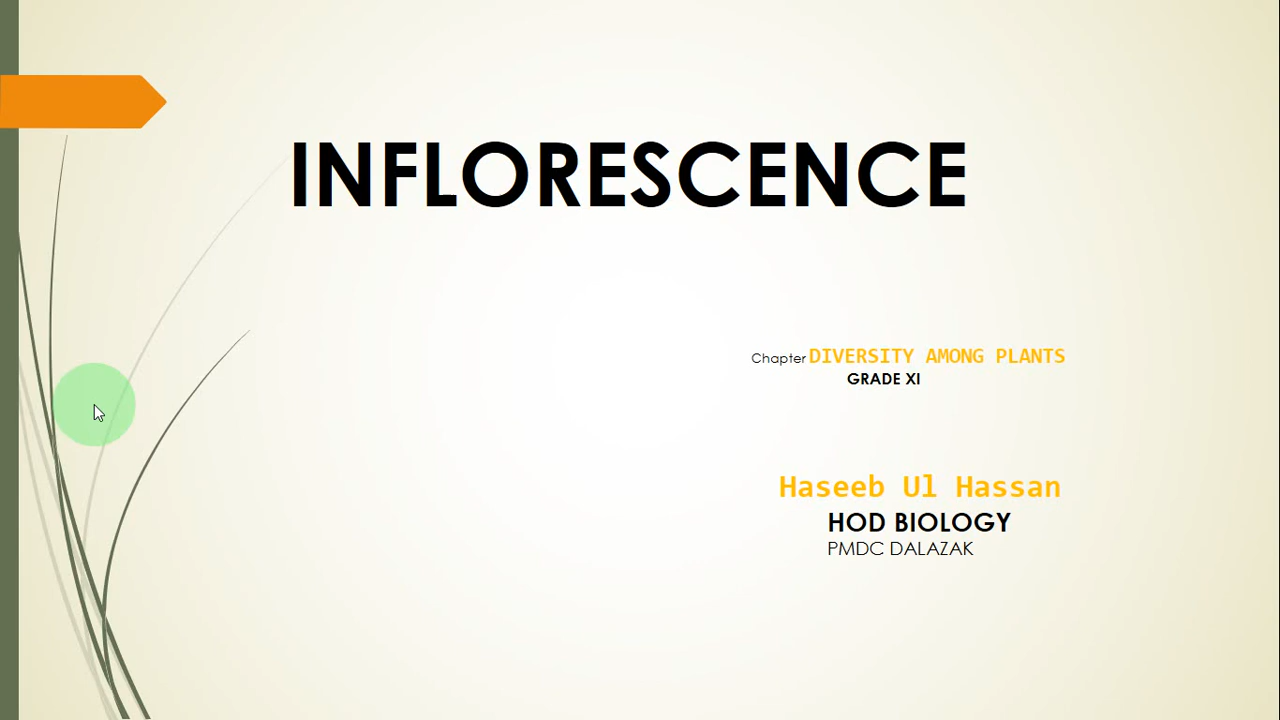 INFLORESCENCE
Chapter DIVERSITY AMONG PLANTS
GRADE XI
Haseeb Ul Hassan
HOD BIOLOGY
PMDC DALAZAK